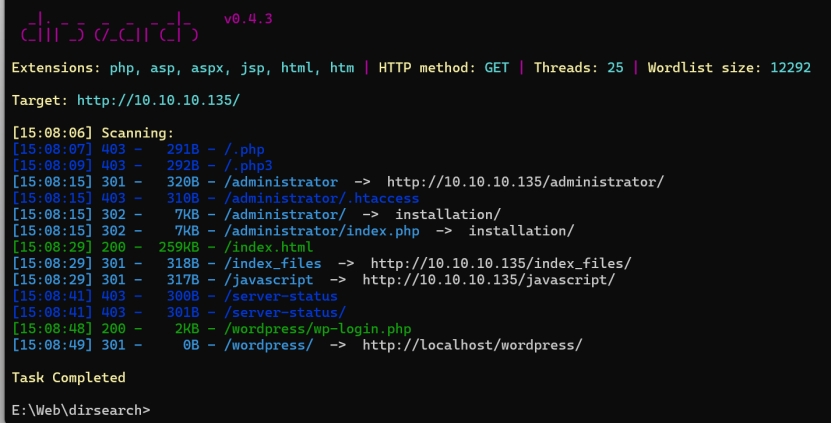 _|. _ _  _  _  _ _|_    v0.4.3
(_||| _) (/_(_|| (_| )
Extensions: php, asp, aspx, jsp, html, htm | HTTP method: GET | Threads: 25 | Wordlist size: 12292
Target: http://10.10.10.135/
[15:08:06] Scanning:
[15:08:07] 403 -   291B - /.php
[15:08:09] 403 -   292B - /.php3
[15:08:15] 301 -   320B - /administrator  ->  http://10.10.10.135/administrator/
[15:08:15] 403 -   310B - /administrator/.htaccess
[15:08:15] 302 -     7KB - /administrator/  ->  installation/
[15:08:15] 302 -     7KB - /administrator/index.php  ->  installation/
[15:08:29] 200 -  259KB - /index.html
[15:08:29] 301 -   318B - /index_files  ->  http://10.10.10.135/index_files/
[15:08:29] 301 -   317B - /javascript  ->  http://10.10.10.135/javascript/
[15:08:41] 403 -   300B - /server-status
[15:08:41] 403 -   301B - /server-status/
[15:08:48] 200 -     2KB - /wordpress/wp-login.php
[15:08:49] 301 -     0B - /wordpress/  ->  http://localhost/wordpress/
Task Completed
E:\Web\dirsearch>